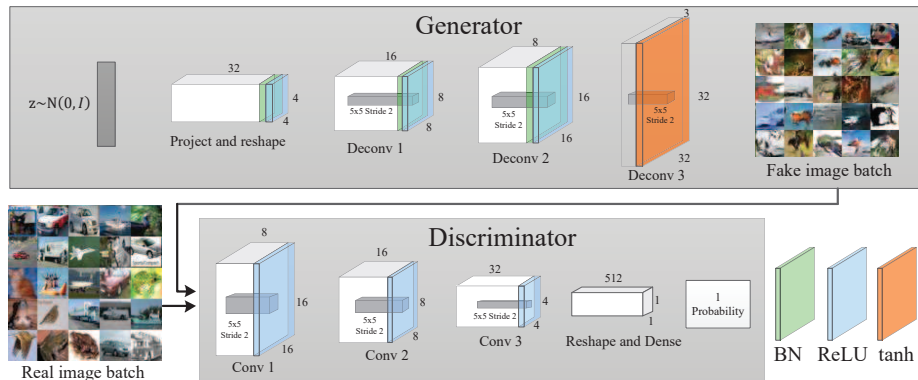 Generator
z~N(0, I)
32
4
4
Project and reshape
16
5x5 Stride 2
8
8
Deconv 1
8
5x5 Stride 2
16
16
Deconv 2
3
5x5
Stride 2
32
32
Deconv 3
Fake image batch
Real image batch
Discriminator
8
5x5
Stride 2
16
16
Conv 1
16
5x5
Stride 2
8
8
Conv 2
32
5x5 Stride 2
4
4
Conv 3
512
1
1
Reshape and Dense
1
Probability
BN
ReLU
tanh